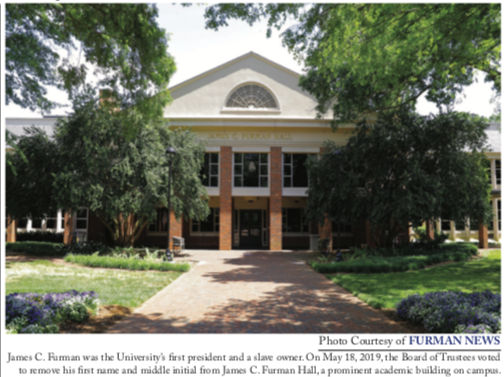 JAMES C. FURMAN HALL
Photo Courtesy of FURMAN NEWS
James C. Furman was the University's first president and a slave owner. On May 18, 2019, the Board of Trustees voted
to remove his first name and middle initial from James C. Furman Hall, a prominent academic building on campus.